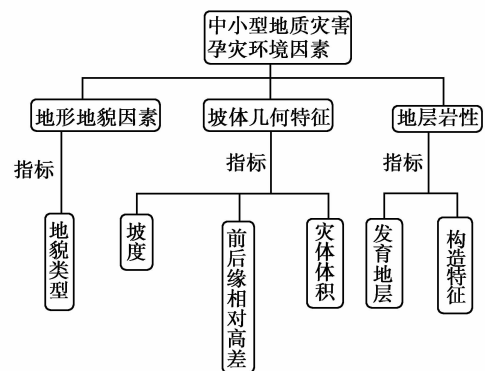 中小型地质灾害
孕灾环境因素
地形地貌因素
坡体几何特征
地层岩性
指标
指标
指标
地貌类型
坡度
前后缘相对高差
灾体体积
发育地层
构造特征